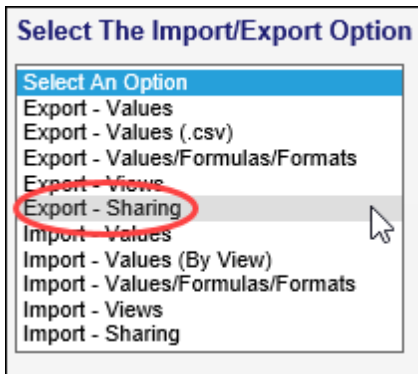 Select The Import/Export Option
Select An Option
Export - Values
Export - Values (.csv)
Export - Values/Formulas/Formats
Export - Views
Export - Sharing
Import - Values
Import - Values (By View)
Import - Values/Formulas/Formats
Import - Views
Import - Sharing